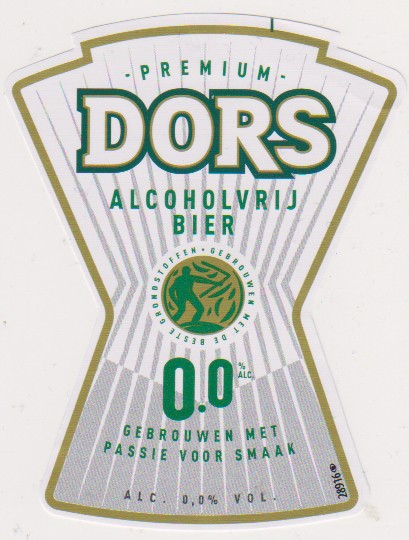 - PREMIUM -
DORS
ALCOHOLVRIJ
BIER
GEBROUWEN MET DE BESTE GRONDSTOFFEN •
0.0 % ALC.
GEBROUWEN MET
PASSIE VOOR SMAAK
ALC. 0,0% VOL.
28916